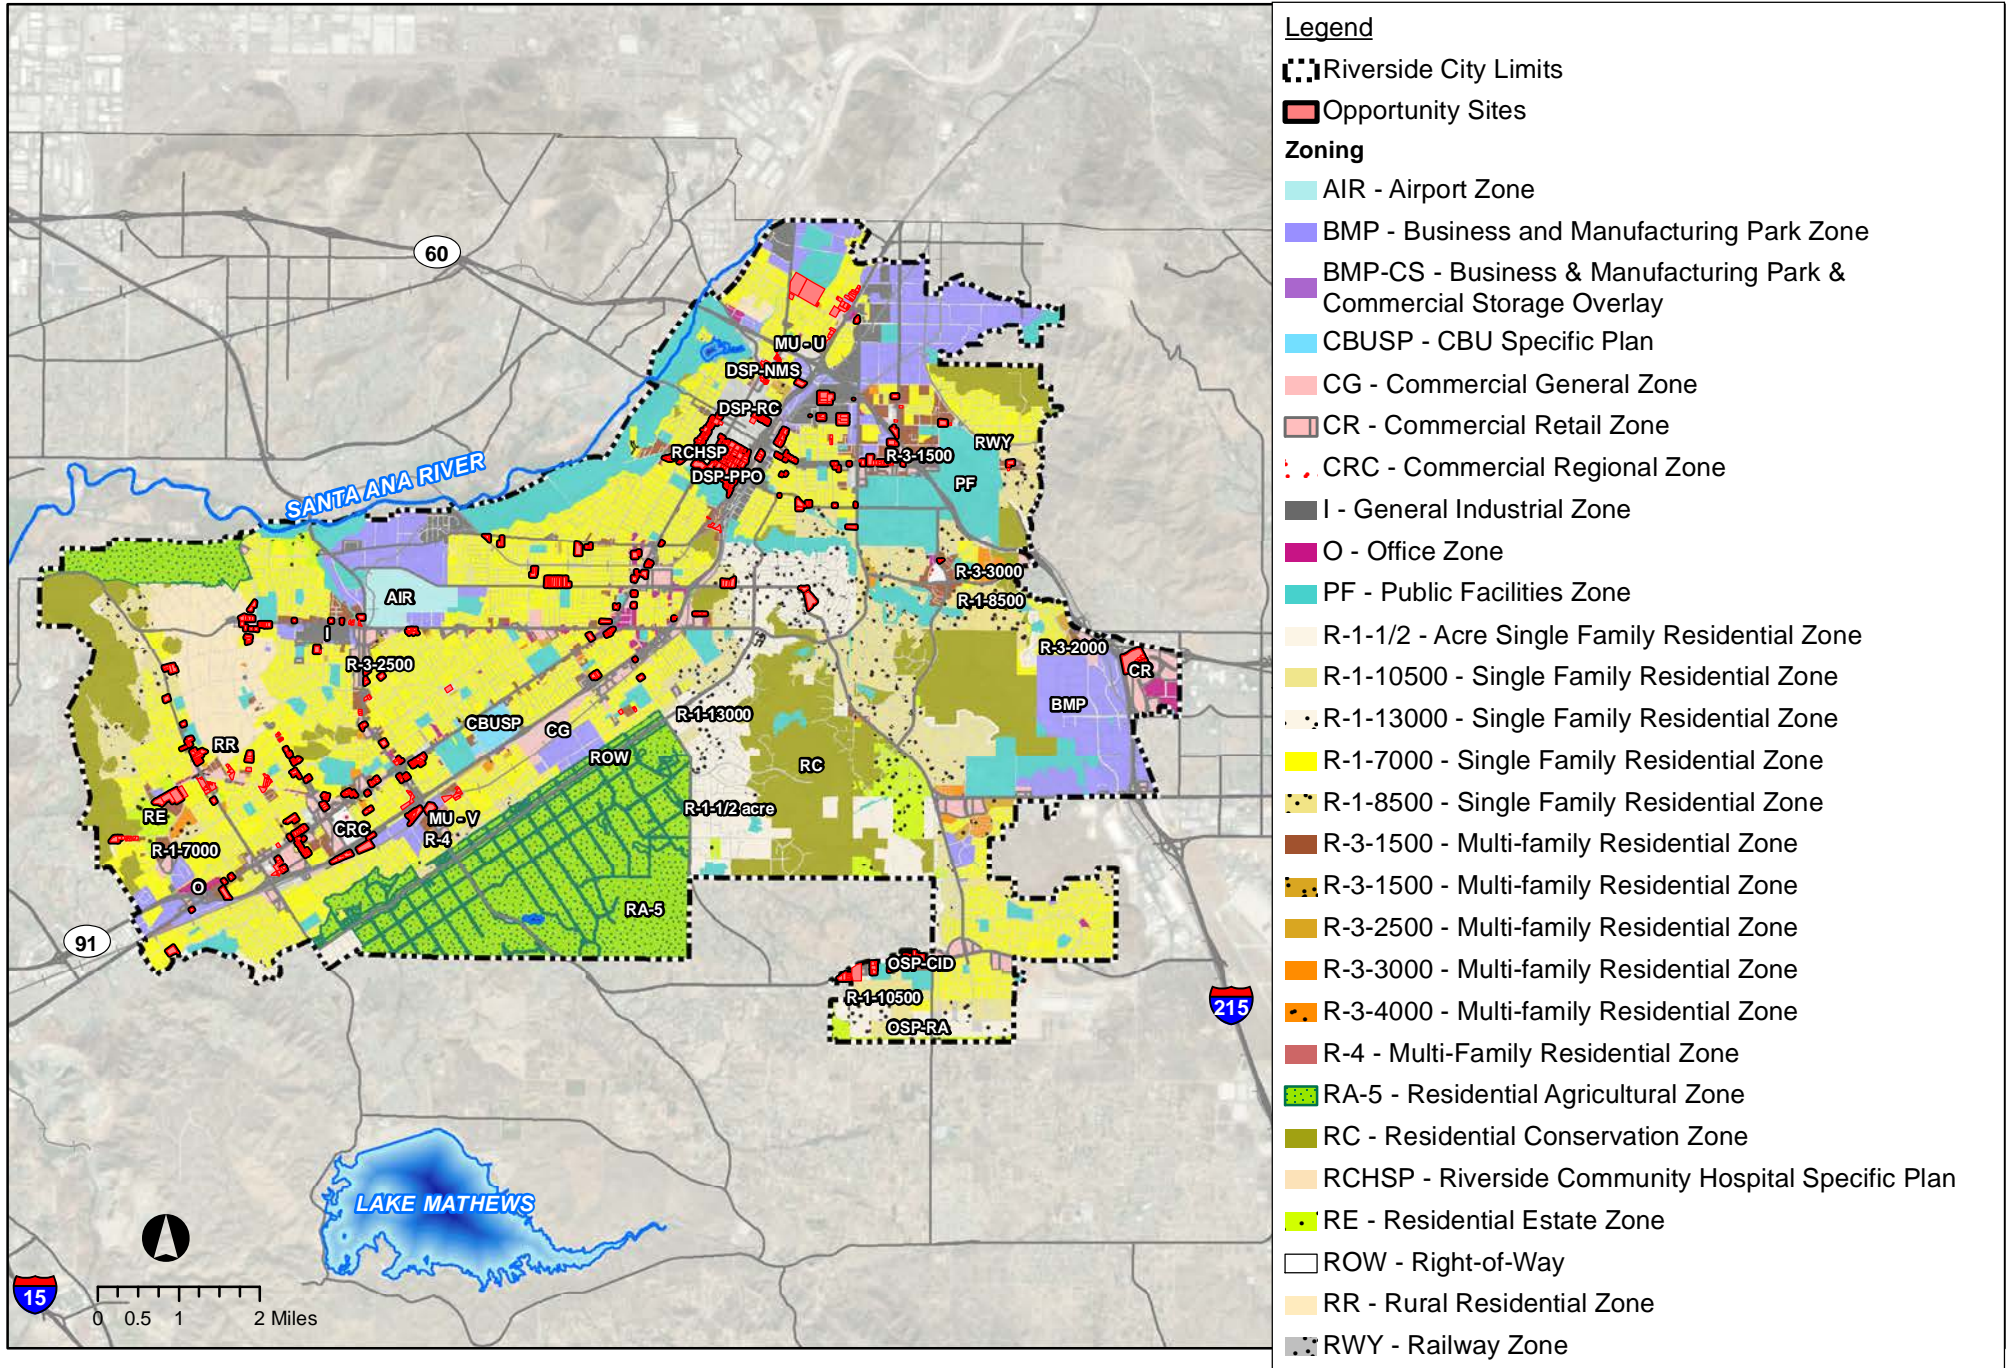 60
MU - U
DSP-NMS
DSP-RC
RCHSP
DSP-PPO
R-3-1500
RWY
PF
SANTA ANA RIVER
AIR
I
R-3-2500
R-3-3000
R-1-8500
R-3-2000
CR
BMP
R-1-13000
CBUSP
CG
ROW
RR
RC
RE
R-1-1/2 acre
MU - V
CRC
R-4
R-1-7000
O
RA-5
91
OSP-CID
R-1-10500
OSP-RA
215
LAKE MATHEWS
15
0 0.5 1 2 Miles
Legend
Riverside City Limits
Opportunity Sites
Zoning
AIR - Airport Zone
BMP - Business and Manufacturing Park Zone
BMP-CS - Business & Manufacturing Park &
Commercial Storage Overlay
CBUSP - CBU Specific Plan
CG - Commercial General Zone
CR - Commercial Retail Zone
CRC - Commercial Regional Zone
I - General Industrial Zone
O - Office Zone
PF - Public Facilities Zone
R-1-1/2 - Acre Single Family Residential Zone
R-1-10500 - Single Family Residential Zone
R-1-13000 - Single Family Residential Zone
R-1-7000 - Single Family Residential Zone
R-1-8500 - Single Family Residential Zone
R-3-1500 - Multi-family Residential Zone
R-3-1500 - Multi-family Residential Zone
R-3-2500 - Multi-family Residential Zone
R-3-3000 - Multi-family Residential Zone
R-3-4000 - Multi-family Residential Zone
R-4 - Multi-Family Residential Zone
RA-5 - Residential Agricultural Zone
RC - Residential Conservation Zone
RCHSP - Riverside Community Hospital Specific Plan
RE - Residential Estate Zone
ROW - Right-of-Way
RR - Rural Residential Zone
RWY - Railway Zone